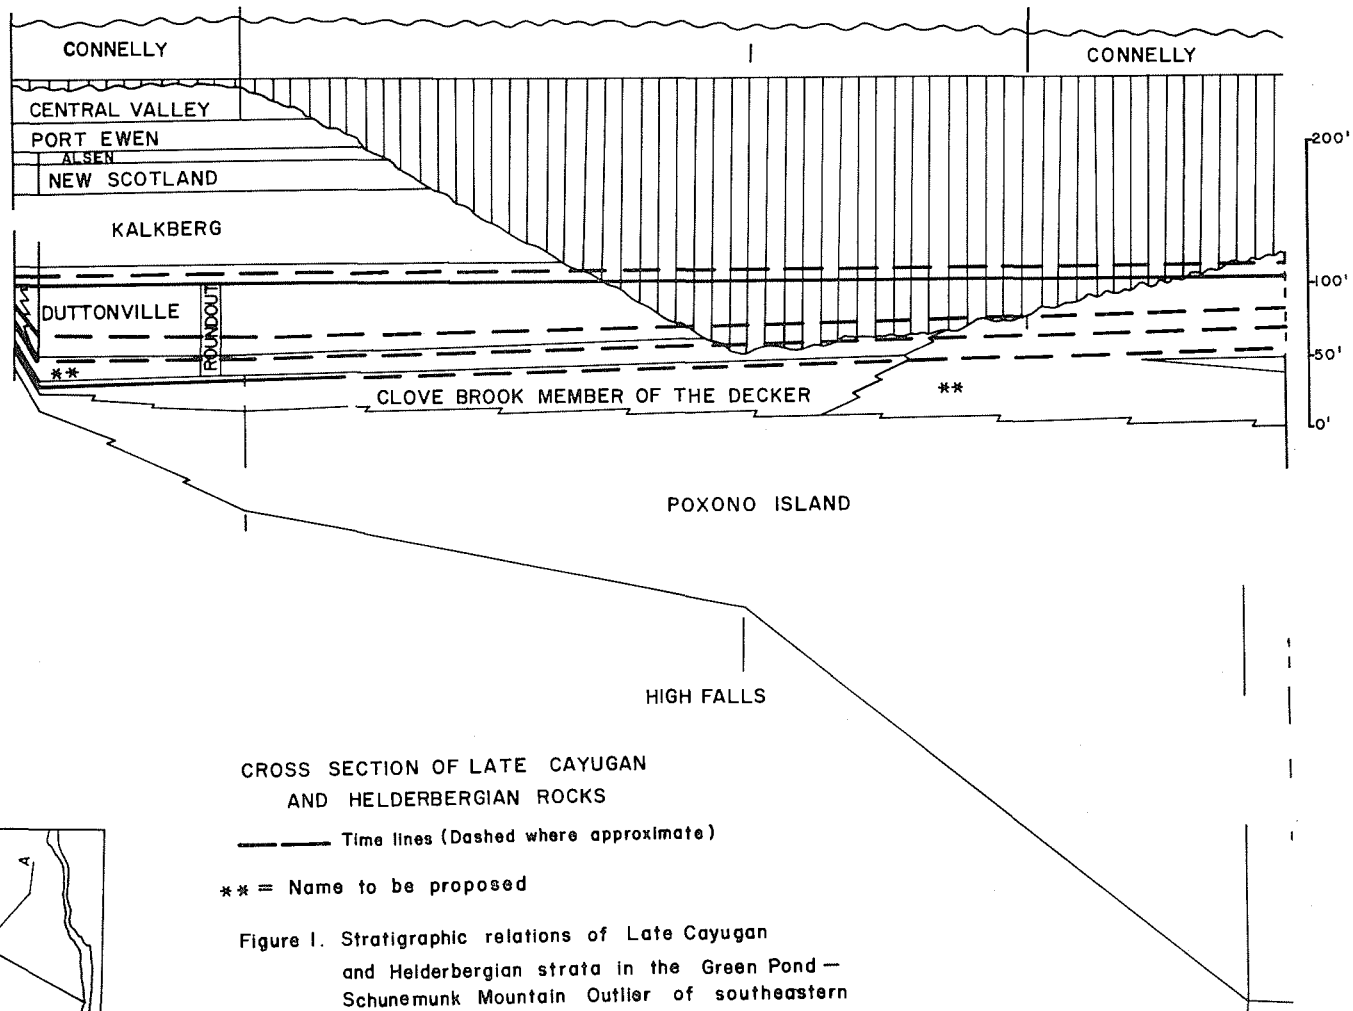 CONNELLY
CONNELLY
CENTRAL VALLEY
PORT EWEN
ALSEN
NEW SCOTLAND
KALKBERG
DUTTONVILLE
ROUNDOUT
**
CLOVE BROOK MEMBER OF THE DECKER
**
200'
100'
50'
0'
POXONO ISLAND
HIGH FALLS
CROSS SECTION OF LATE CAYUGAN
AND HELDERBERGIAN ROCKS
Time lines (Dashed where approximate)
** = Name to be proposed
A
Figure 1. Stratigraphic relations of Late Cayugan
and Helderbergian strata in the Green Pond —
Schunemunk Mountain Outlier of southeastern